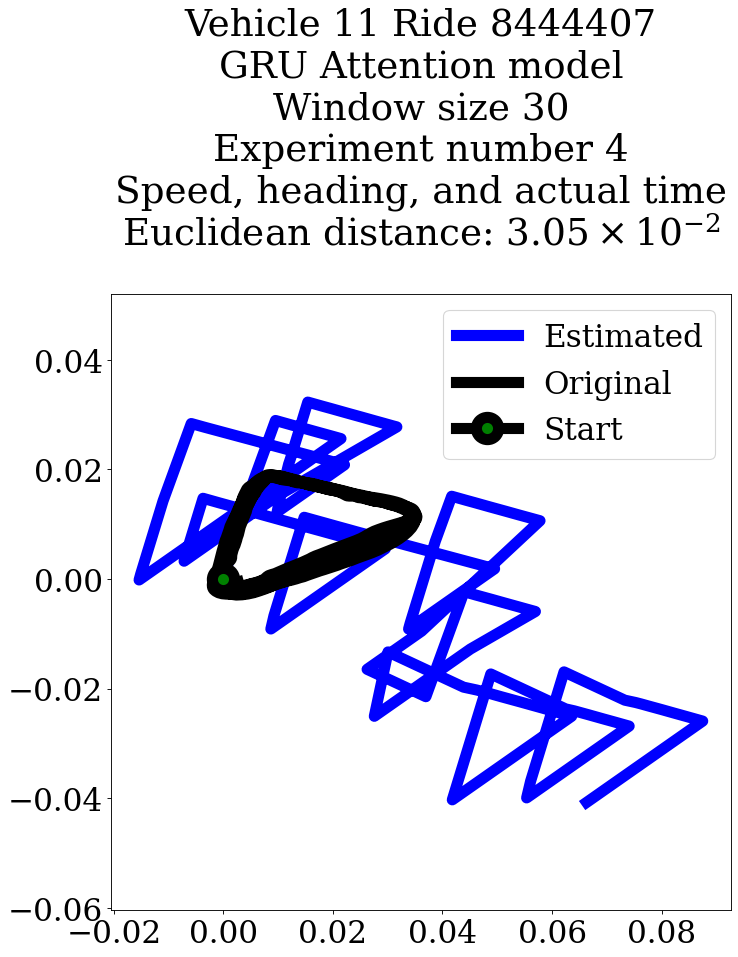 Vehicle 11 Ride 8444407
GRU Attention model
Window size 30
Experiment number 4
Speed, heading, and actual time
Euclidean distance: 3.05 × 10⁻²
Estimated
Original
Start
0.04
0.02
0.00
−0.02
−0.04
−0.06
−0.02 0.00 0.02 0.04 0.06 0.08